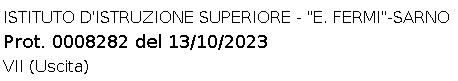 ISTITUTO D'ISTRUZIONE SUPERIORE - "E. FERMI"-SARNO
Prot. 0008282 del 13/10/2023
VII (Uscita)